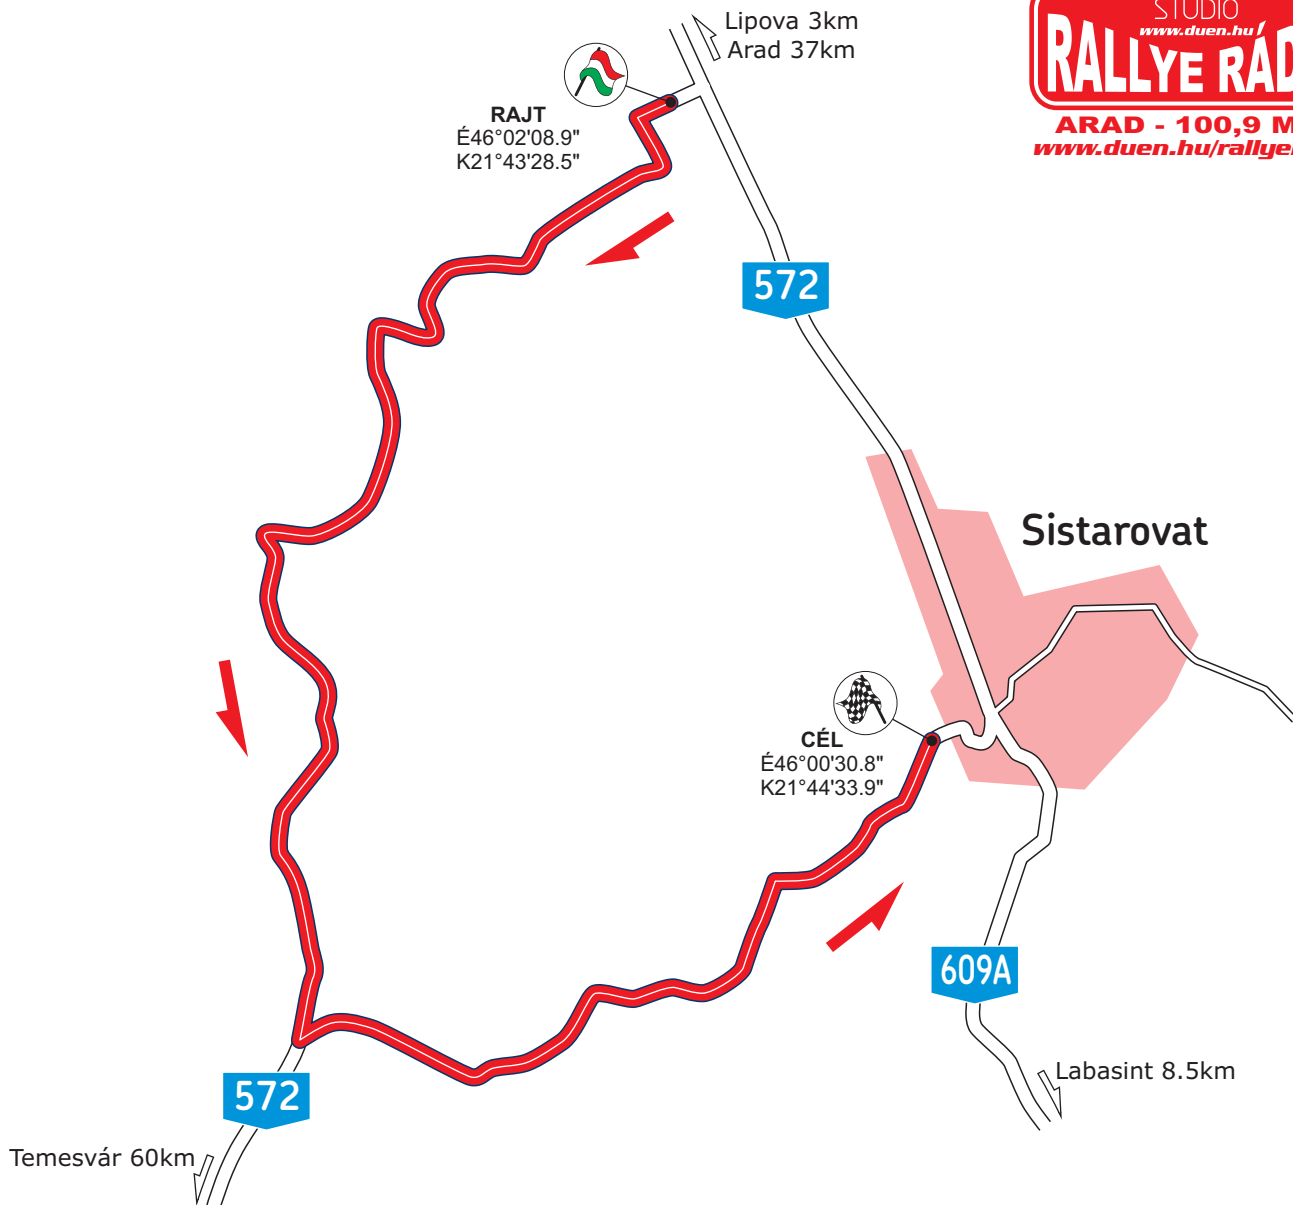 Lipova 3km
Arad 37km
STUDIO
www.duen.hu
RALLYE RÁD
ARAD - 100,9 M
www.duen.hu/rallye
RAJT
É46°02'08.9"
K21°43'28.5"
572
Sistarovat
CÉL
É46°00'30.8"
K21°44'33.9"
609A
Labasint 8.5km
572
Temesvár 60km